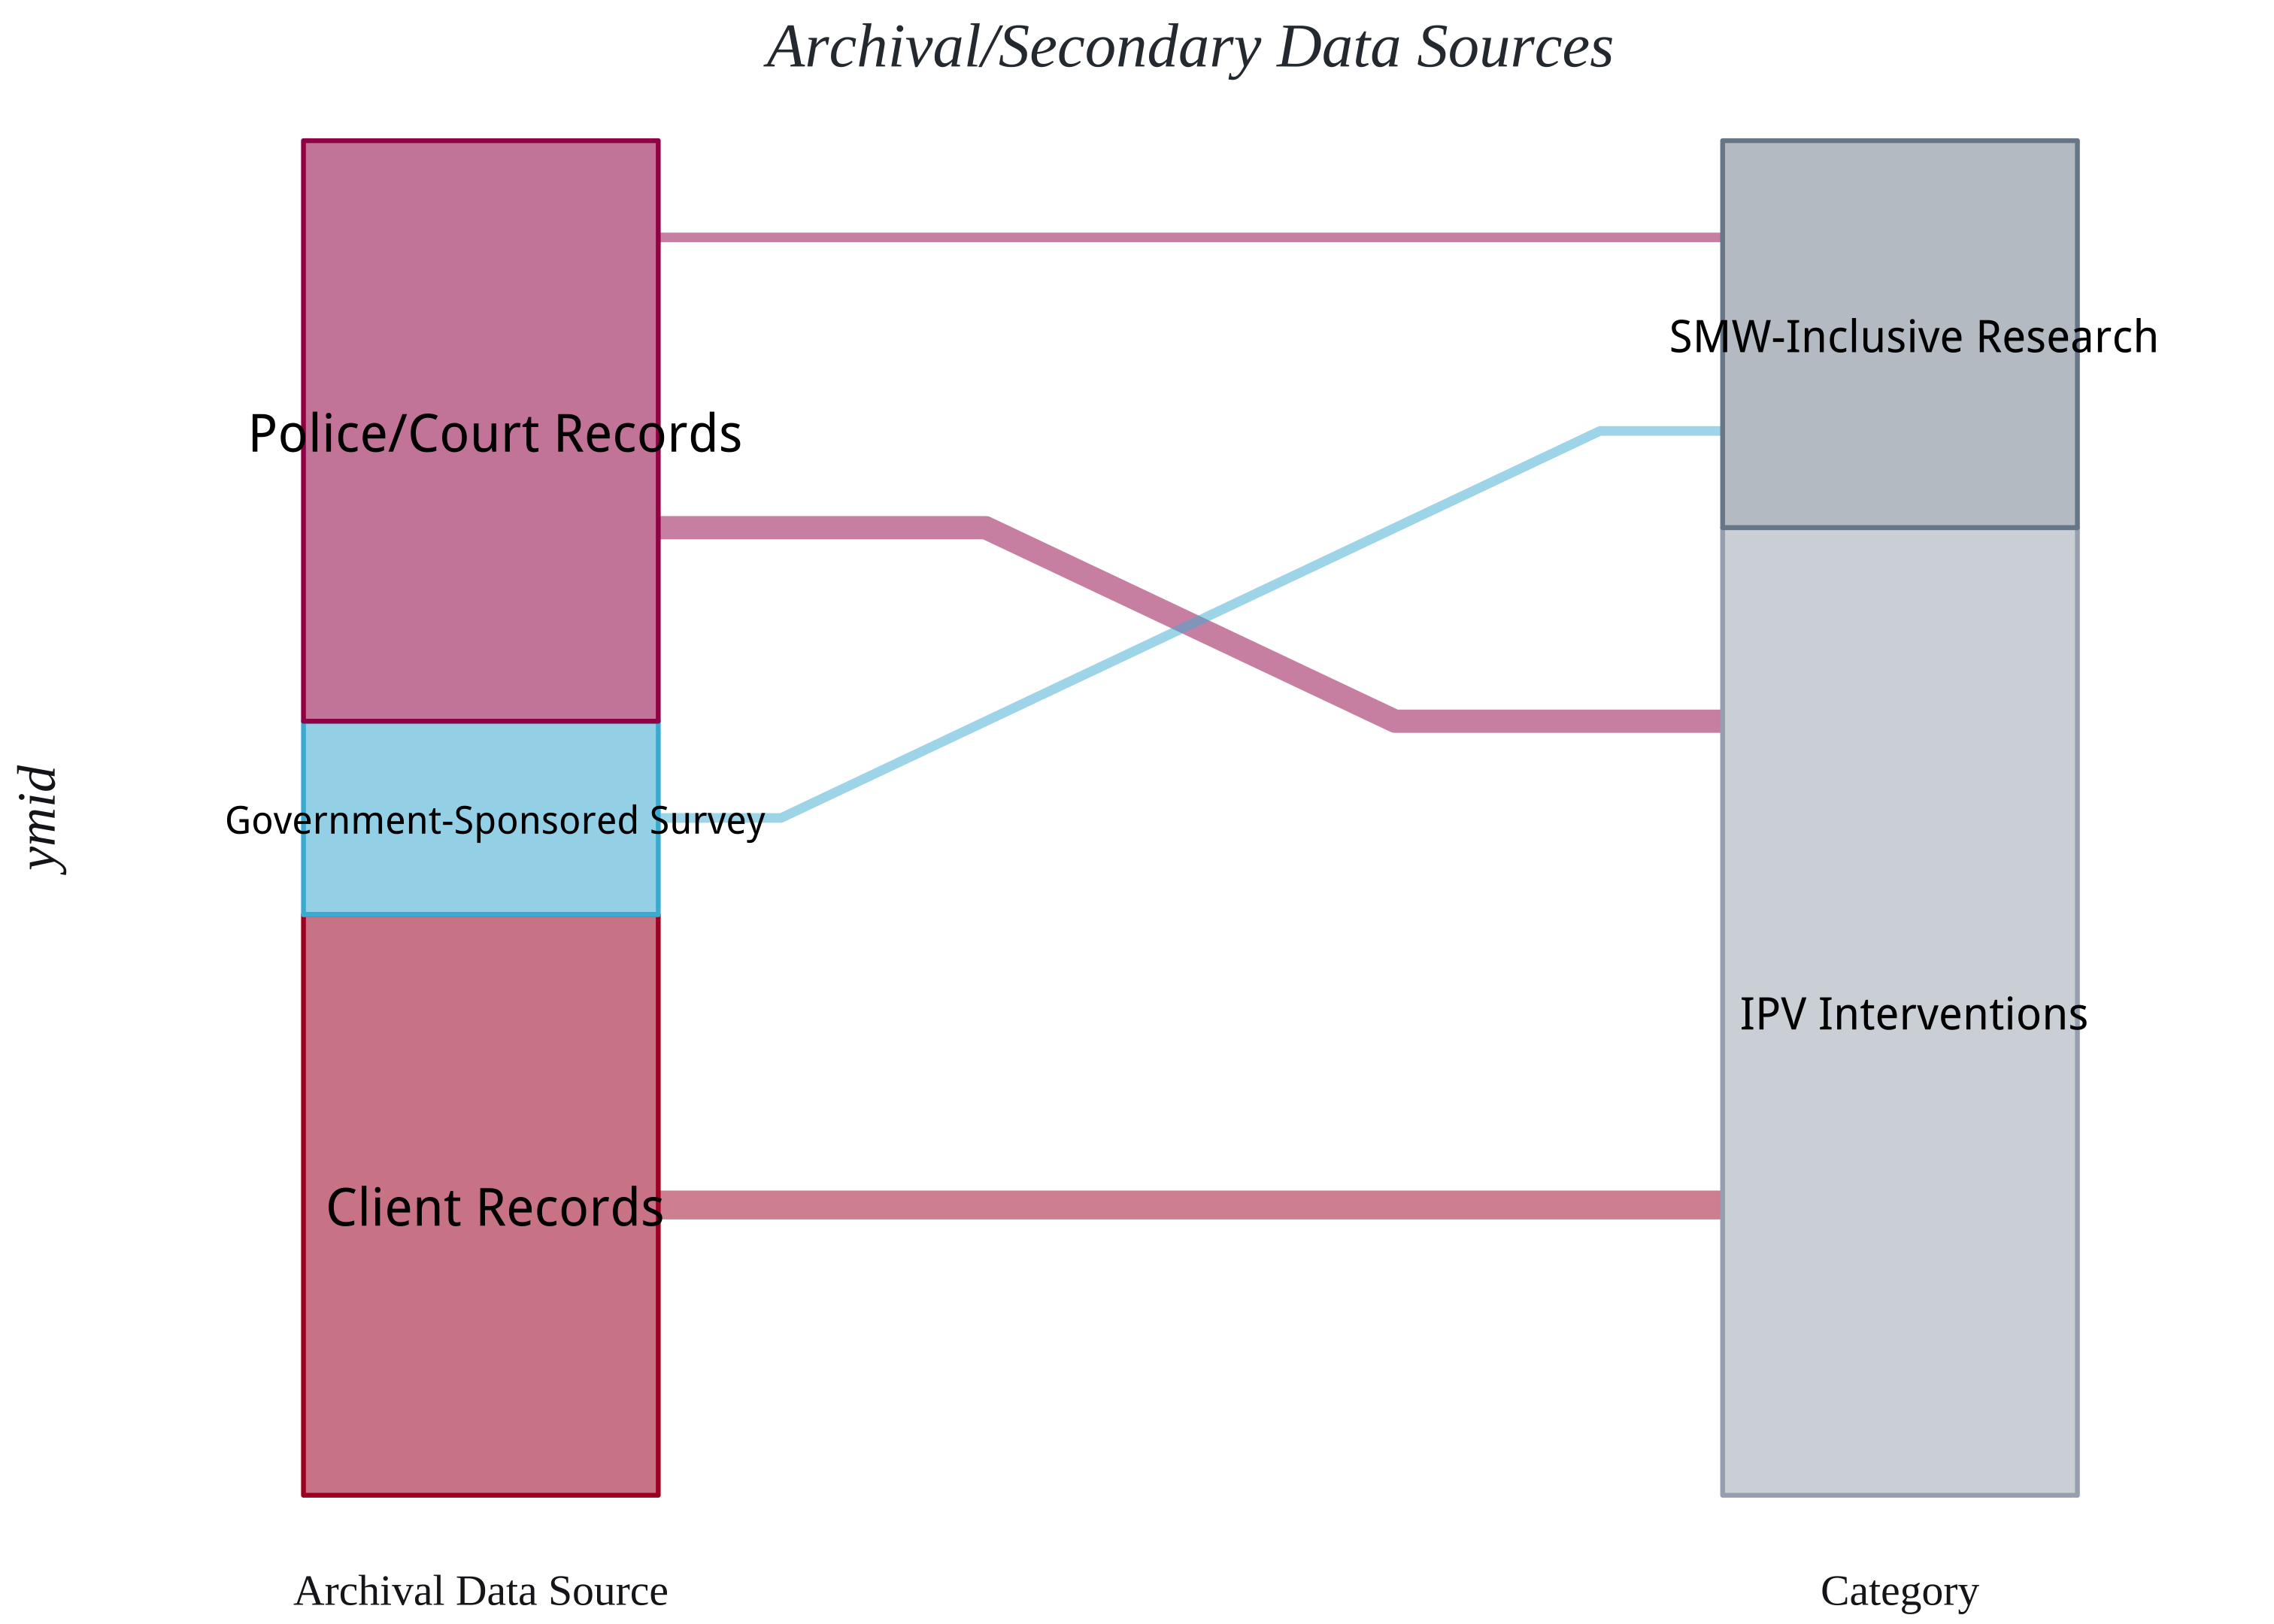 Archival/Secondary Data Sources
SMW-Inclusive Research
Police/Court Records
ymid
Government-Sponsored Survey
IPV Interventions
Client Records
Archival Data Source
Category